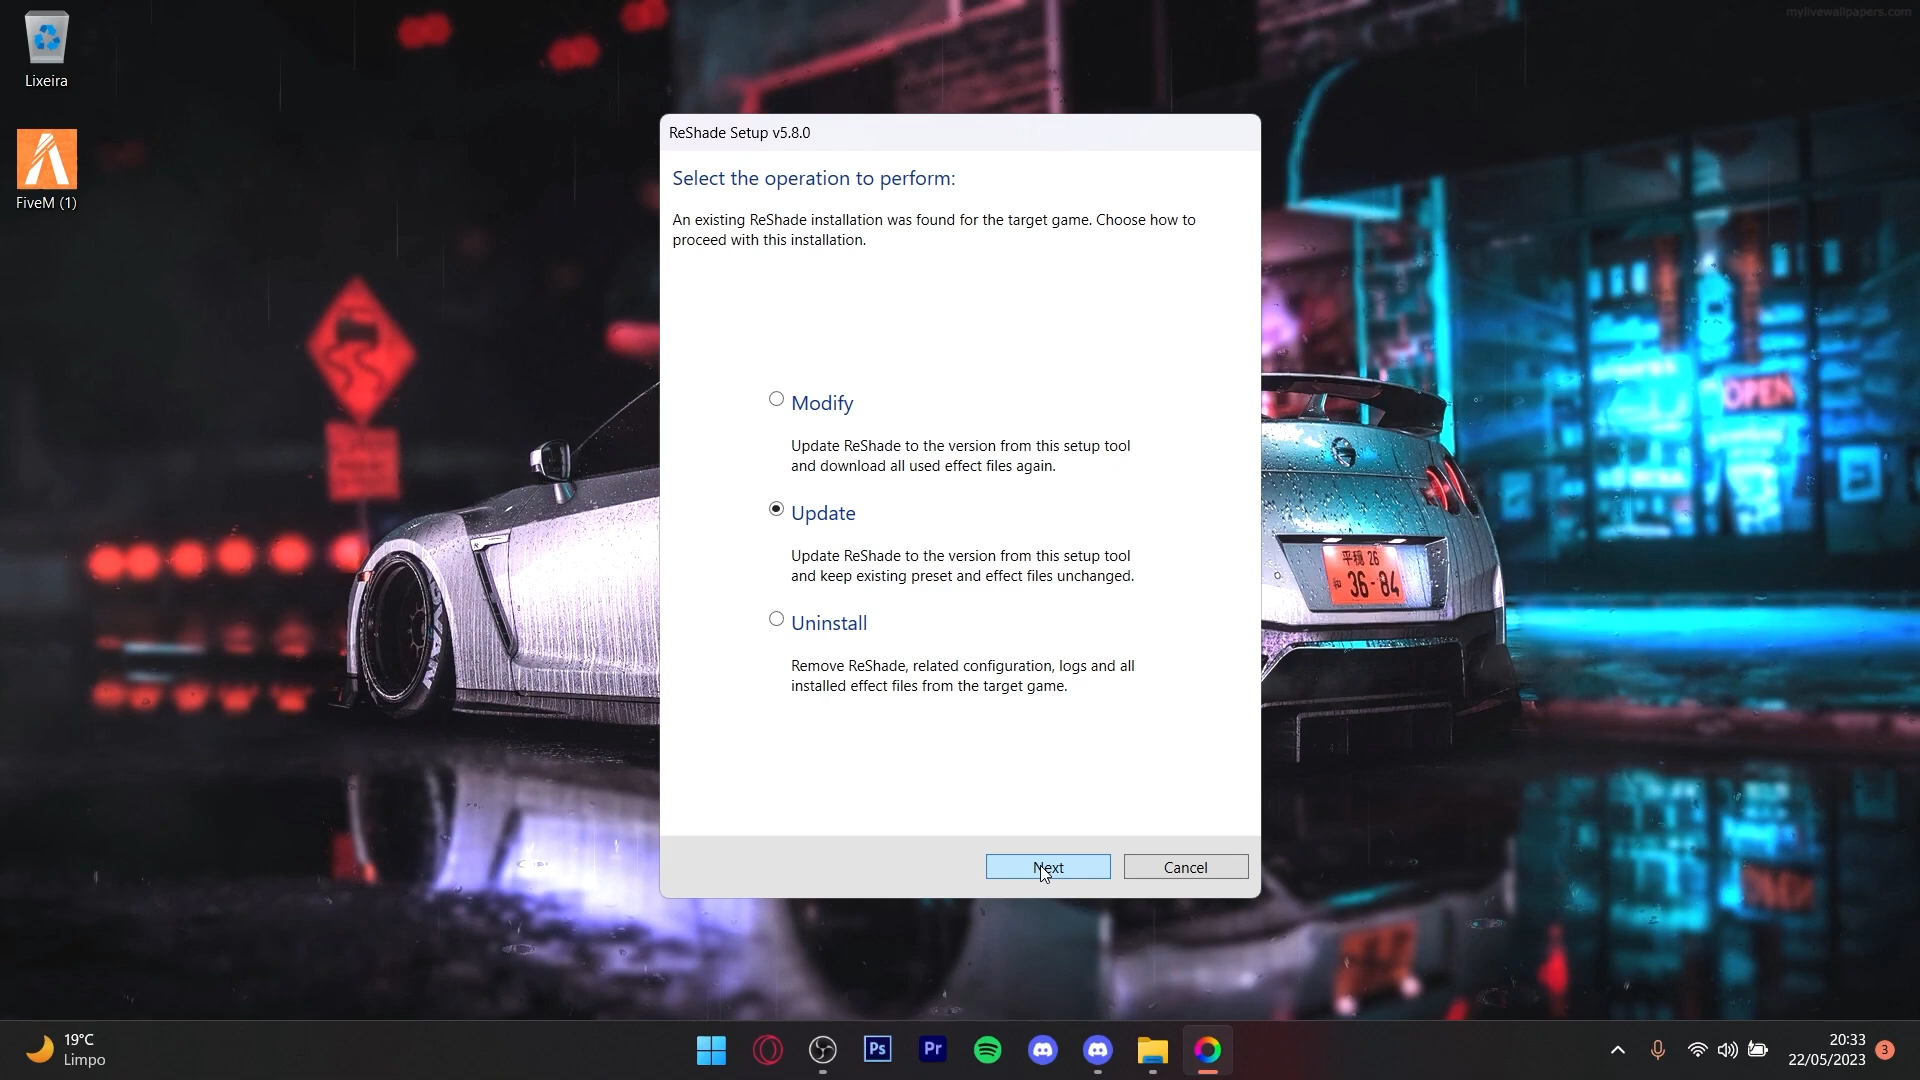 mylivewallpapers.com
Lixeira
FiveM (1)
ReShade Setup v5.8.0
Select the operation to perform:
An existing ReShade installation was found for the target game. Choose how to
proceed with this installation.
Modify
Update ReShade to the version from this setup tool
and download all used effect files again.
Update
Update ReShade to the version from this setup tool
and keep existing preset and effect files unchanged.
Uninstall
Remove ReShade, related configuration, logs and all
installed effect files from the target game.
Next
Cancel
OPEN
26
36-84
19°C
Limpo
Ps
Pr
20:33
22/05/2023
3